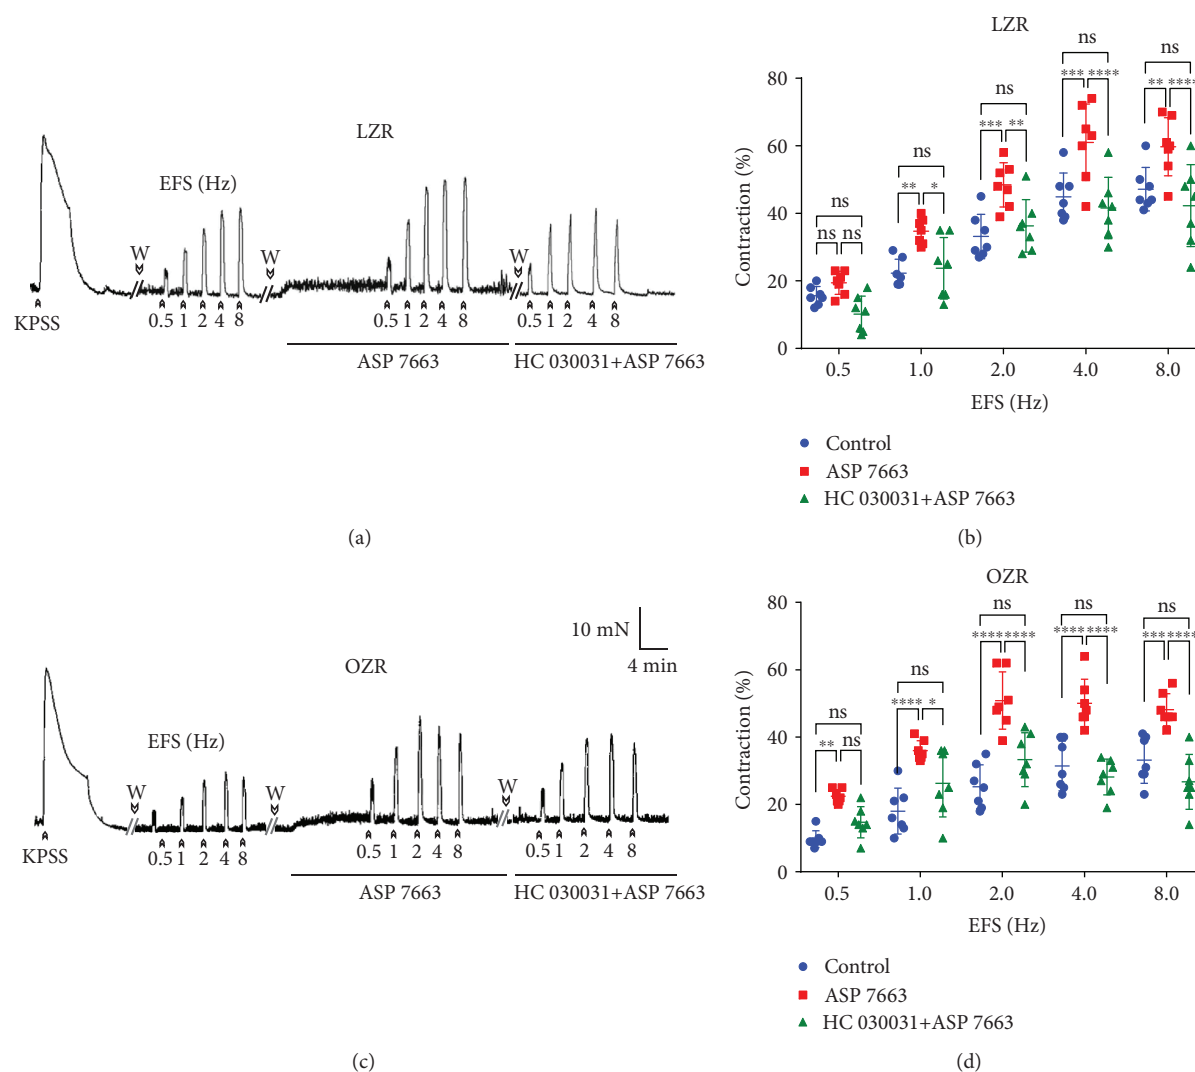 LZR
EFS (Hz)
W
W
W
KPSS
0.5 1 2 4 8
0.5 1 2 4 8
0.5 1 2 4 8
ASP 7663
HC 030031+ASP 7663
(a)
LZR
Contraction (%)
80
60
40
20
0
ns
ns ns
ns
** *
ns
*** **
ns
*** ****
ns
** ****
0.5 1.0 2.0 4.0 8.0
EFS (Hz)
Control
ASP 7663
HC 030031+ASP 7663
(b)
10 mN
4 min
OZR
EFS (Hz)
W
W
W
KPSS
0.5 1 2 4 8
0.5 1 2 4 8
0.5 1 2 4 8
ASP 7663
HC 030031+ASP 7663
(c)
OZR
Contraction (%)
80
60
40
20
0
ns
** ns
ns
**** *
ns
**** ****
ns
**** ****
ns
*** ****
0.5 1.0 2.0 4.0 8.0
EFS (Hz)
Control
ASP 7663
HC 030031+ASP 7663
(d)